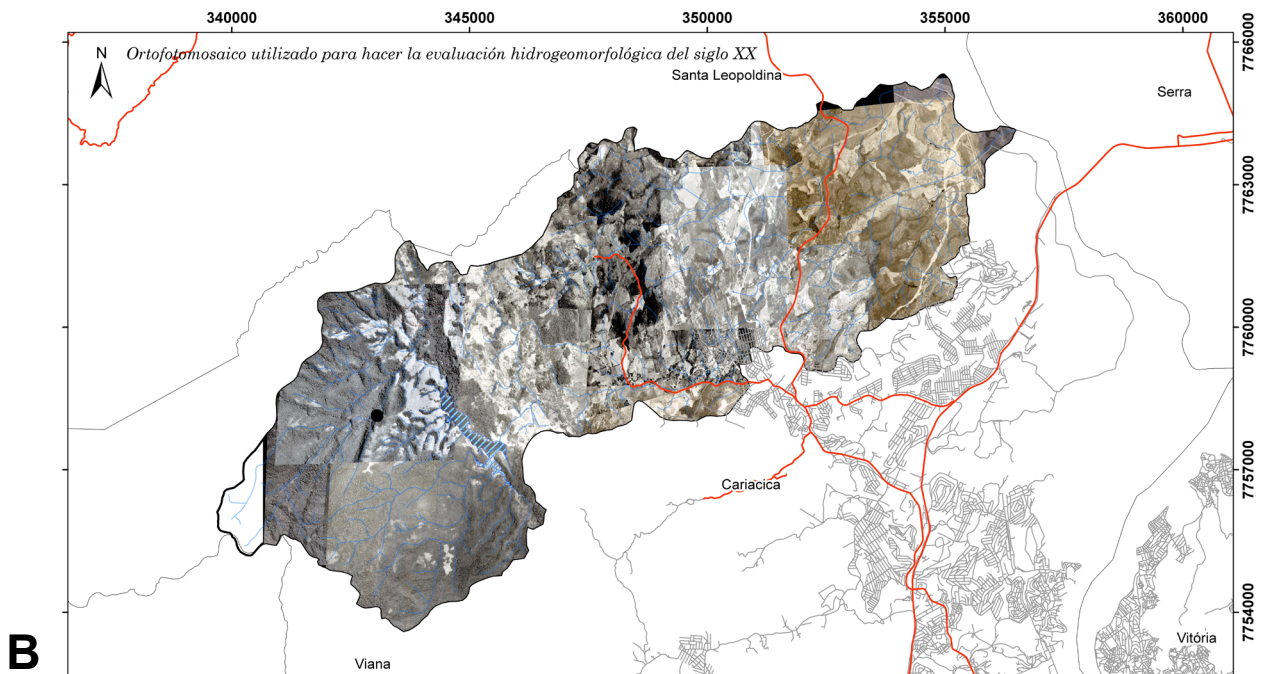 340000 345000 350000 355000 360000
N
Ortofotomosaico utilizado para hacer la evaluación hidrogeomorfológica del siglo XX
7766000
Santa Leopoldina
Serra
7763000
7760000
7757000
Cariacica
7754000
B
Viana
Vitória